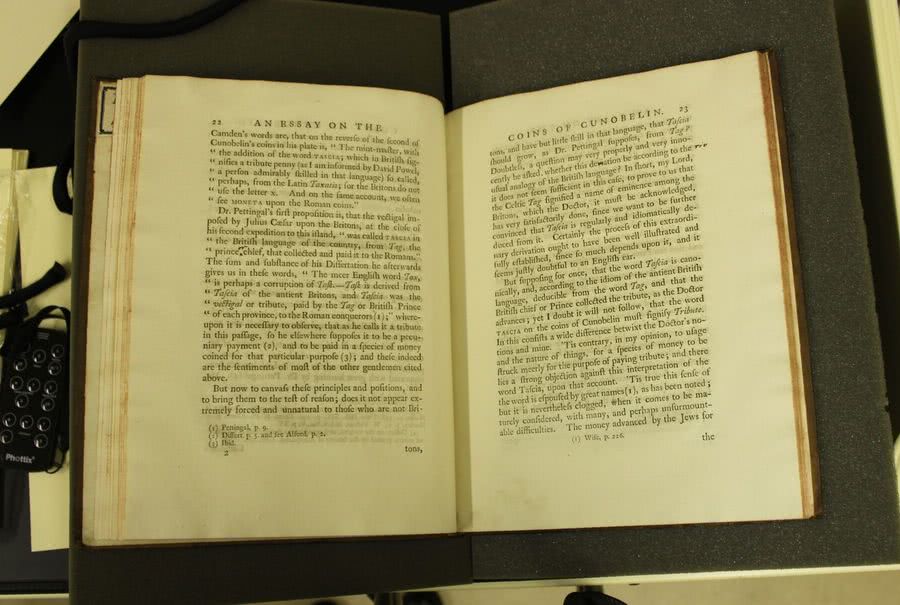 22 AN ESSAY ON THE
Camden's words are, that on the reverse of the second of
Cunobelin's coins in his plate is, " The mint-master, with
" the addition of the word TASCIA; which in British sig-
" nifies a tribute penny (as I am informed by David Powel,
" a person admirably skilled in that language) so called,
" perhaps, from the Latin Taxatio; for the Britons do not
" use the letter x. And on the same account, we often
" see MONETA upon the Roman coins."
Dr. Pettingal's first proposition is, that the vectigal im-
posed by Julius Cæsar upon the Britons, at the close of
his second expedition to this island, " was called TASCIA in
" the British language of the country, from Tag, the
" prince, chief, that collected and paid it to the Romans."
The sum and substance of his Dissertation he afterwards
gives us in these words, " The meer English word Tax,
" is perhaps a corruption of Task.—Task is derived from
" Tascia of the antient Britons, and Tascia was the
" vectigal or tribute, paid by the Tag or British Prince
" of each province, to the Roman conquerors (1);" where-
upon it is necessary to observe, that as he calls it a tribute
in this passage, so he elsewhere supposes it to be a pecu-
niary payment (2), and to be paid in a species of money
coined for that particular purpose (3); and these indeed
are the sentiments of most of the other gentlemen cited
above.
But now to canvass these principles and positions, and
to bring them to the test of reason; does it not appear ex-
tremely forced and unnatural to those who are not Bri-
(1) Pettingal, p. 9.
(2) Dissert. p. 5. and see Alford. p. 2.
(3) Ibid.
2 tons,
COINS OF CUNOBELIN. 23
tons, and have but little skill in that language, that Tascia
should grow, as Dr. Pettingal supposes, from Tag?
Doubtless, a question may very properly and very inno-
cently be asked, whether this deviation be according to the
usual analogy of the British language? In short, my Lord,
it does not seem sufficient in this case, to prove to us that
the Celtic Tag signified a name of eminence among the
Britons, which the Doctor, it must be acknowledged,
has very satisfactorily done, since we want to be further
convinced that Tascia is regularly and idiomatically de-
duced from it. Certainly the process of this extraordi-
nary derivation ought to have been well illustrated and
fully established, since so much depends upon it, and it
seems justly doubtful to an English ear.
But supposing for once, that the word Tascia is cano-
nically, and, according to the idiom of the antient British
language, deducible from the word Tag, and that the
British chief or Prince collected the tribute, as the Doctor
advances; yet I doubt it will not follow, that the
TASCIA on the coins of Cunobelin must signify Tribute.
In this consists a wide difference betwixt the Doctor's no-
tions and mine. 'Tis contrary, in my opinion, to usage
and the nature of things, for a species of money to be
struck meerly for the purpose of paying tribute; and there
lies a strong objection against this interpretation of the
word Tascia, upon that account. 'Tis true this sense of
the word is espoused by great names (1), as has been noted;
but it is nevertheless clogged, when it comes to be ma-
turely considered, with many, and perhaps unsurmount-
able difficulties. The money advanced by the Jews for
(1) Wise, p. 226.
the
Phottix